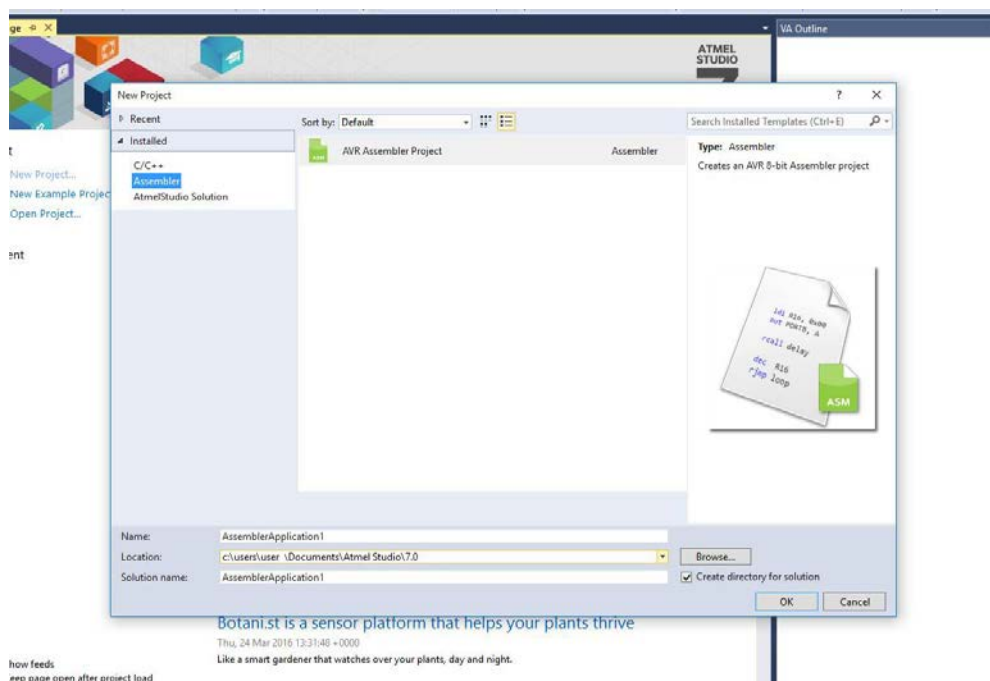 ge
VA Outline
ATMEL
STUDIO
New Project
? X
Recent
Sort by: Default
Search Installed Templates (Ctrl+E)
Installed
C/C++
Assembler
AtmelStudio Solution
AVR Assembler Project
Assembler
Type: Assembler
Creates an AVR 8-bit Assembler project
t
New Project...
New Example Projec
Open Project...
ent
ldi R16, 0x00
out PORTB, A
rcall delay
dec R16
rjmp loop
ASM
ASM
Name: AssemblerApplication1
Location: c:\users\user \Documents\Atmel Studio\7.0
Browse...
Solution name: AssemblerApplication1
Create directory for solution
OK
Cancel
Botani.st is a sensor platform that helps your plants thrive
Thu, 24 Mar 2016 13:31:48 +0000
Like a smart gardener that watches over your plants, day and night.
how feeds
eep page open after project load